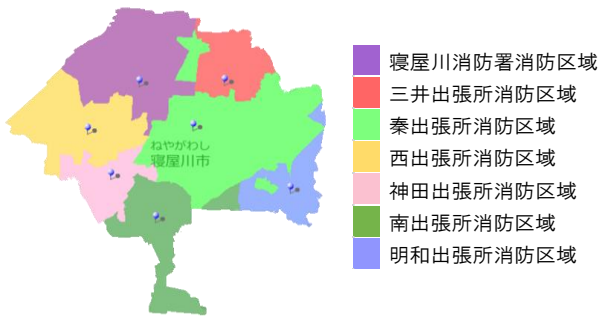 ねやがわし
寝屋川市
寝屋川消防署消防区域
三井出張所消防区域
秦出張所消防区域
西出張所消防区域
神田出張所消防区域
南出張所消防区域
明和出張所消防区域